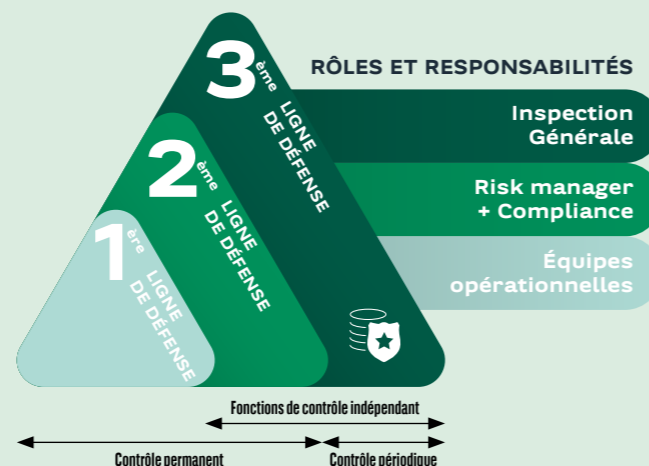 RÔLES ET RESPONSABILITÉS
3ème LIGNE
DE DÉFENSE
Inspection
Générale
2ème LIGNE
DE DÉFENSE
Risk manager
+ Compliance
1ère LIGNE
DE DÉFENSE
Équipes
opérationnelles
Fonctions de contrôle indépendant
Contrôle permanent
Contrôle périodique